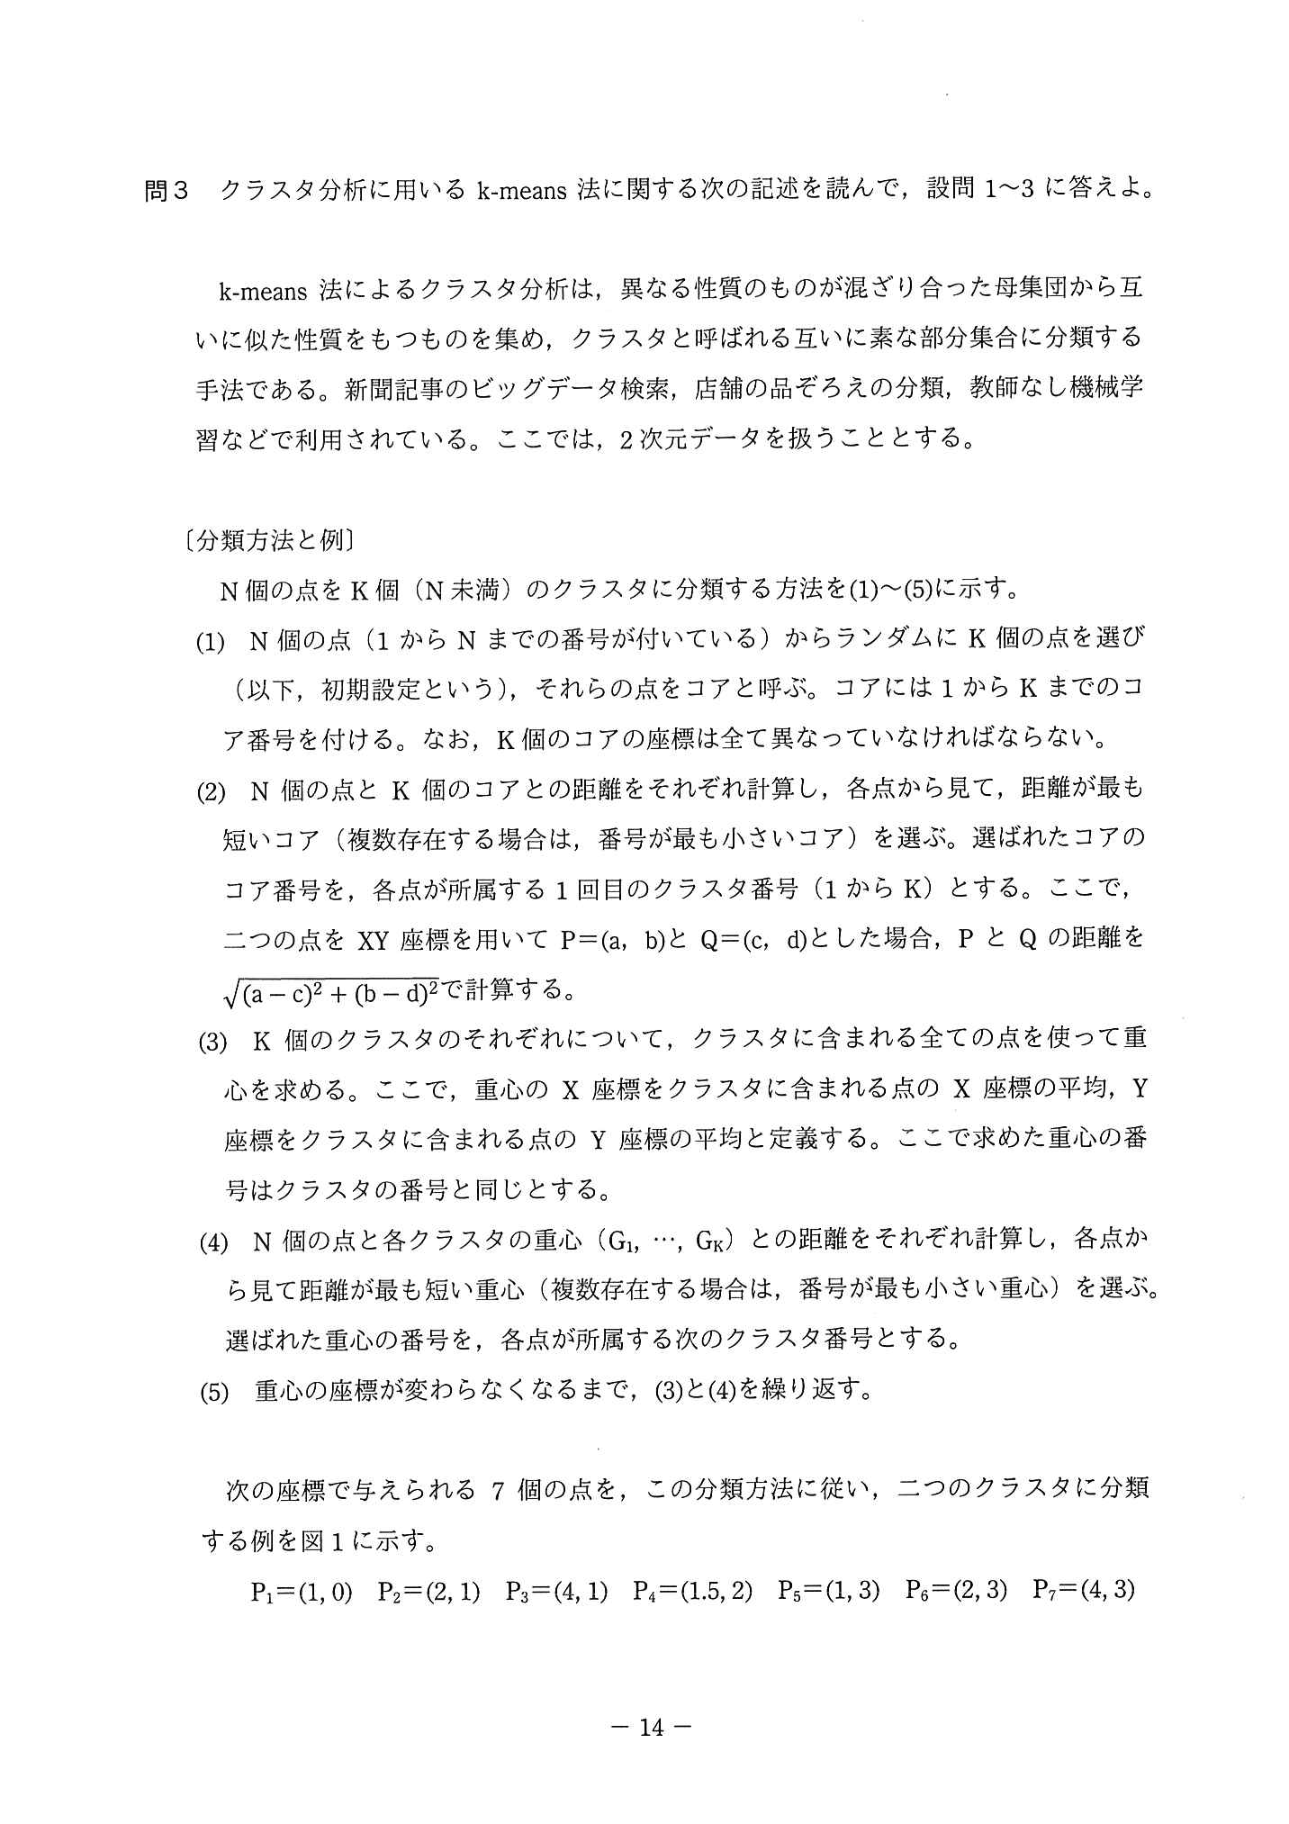 問3 クラスタ分析に用いる k-means 法に関する次の記述を読んで，設問 1～3 に答えよ。
k-means 法によるクラスタ分析は，異なる性質のものが混ざり合った母集団から互
いに似た性質をもつものを集め，クラスタと呼ばれる互いに素な部分集合に分類する
手法である。新聞記事のビッグデータ検索，店舗の品ぞろえの分類，教師なし機械学
習などで利用されている。ここでは，2 次元データを扱うこととする。
〔分類方法と例〕
N 個の点を K 個（N 未満）のクラスタに分類する方法を(1)～(5)に示す。
(1) N 個の点（1 から N までの番号が付いている）からランダムに K 個の点を選び
（以下，初期設定という），それらの点をコアと呼ぶ。コアには 1 から K までのコ
ア番号を付ける。なお，K 個のコアの座標は全て異なっていなければならない。
(2) N 個の点と K 個のコアとの距離をそれぞれ計算し，各点から見て，距離が最も
短いコア（複数存在する場合は，番号が最も小さいコア）を選ぶ。選ばれたコアの
コア番号を，各点が所属する 1 回目のクラスタ番号（1 から K）とする。ここで，
二つの点を XY 座標を用いて P=(a, b)と Q=(c, d)とした場合，P と Q の距離を
√(a－c)²＋(b－d)²で計算する。
(3) K 個のクラスタのそれぞれについて，クラスタに含まれる全ての点を使って重
心を求める。ここで，重心の X 座標をクラスタに含まれる点の X 座標の平均，Y
座標をクラスタに含まれる点の Y 座標の平均と定義する。ここで求めた重心の番
号はクラスタの番号と同じとする。
(4) N 個の点と各クラスタの重心（G₁, …, Gₖ）との距離をそれぞれ計算し，各点か
ら見て距離が最も短い重心（複数存在する場合は，番号が最も小さい重心）を選ぶ。
選ばれた重心の番号を，各点が所属する次のクラスタ番号とする。
(5) 重心の座標が変わらなくなるまで，(3)と(4)を繰り返す。
次の座標で与えられる 7 個の点を，この分類方法に従い，二つのクラスタに分類
する例を図 1 に示す。
P₁=(1, 0) P₂=(2, 1) P₃=(4, 1) P₄=(1.5, 2) P₅=(1, 3) P₆=(2, 3) P₇=(4, 3)
－ 14 －